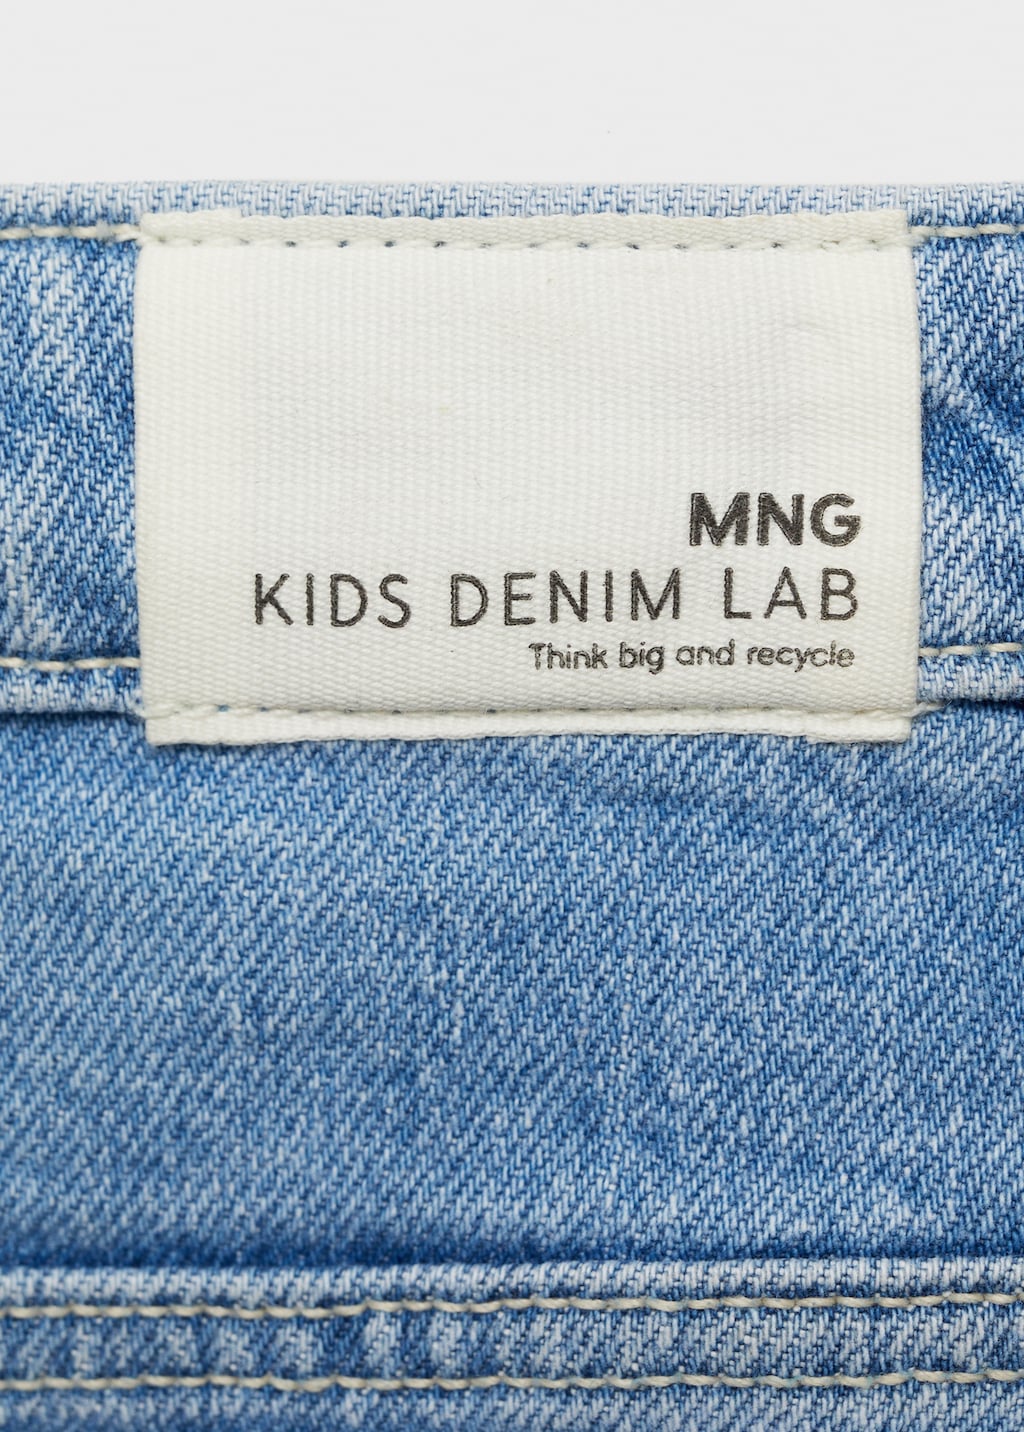 MNG
KIDS DENIM LAB
Think big and recycle